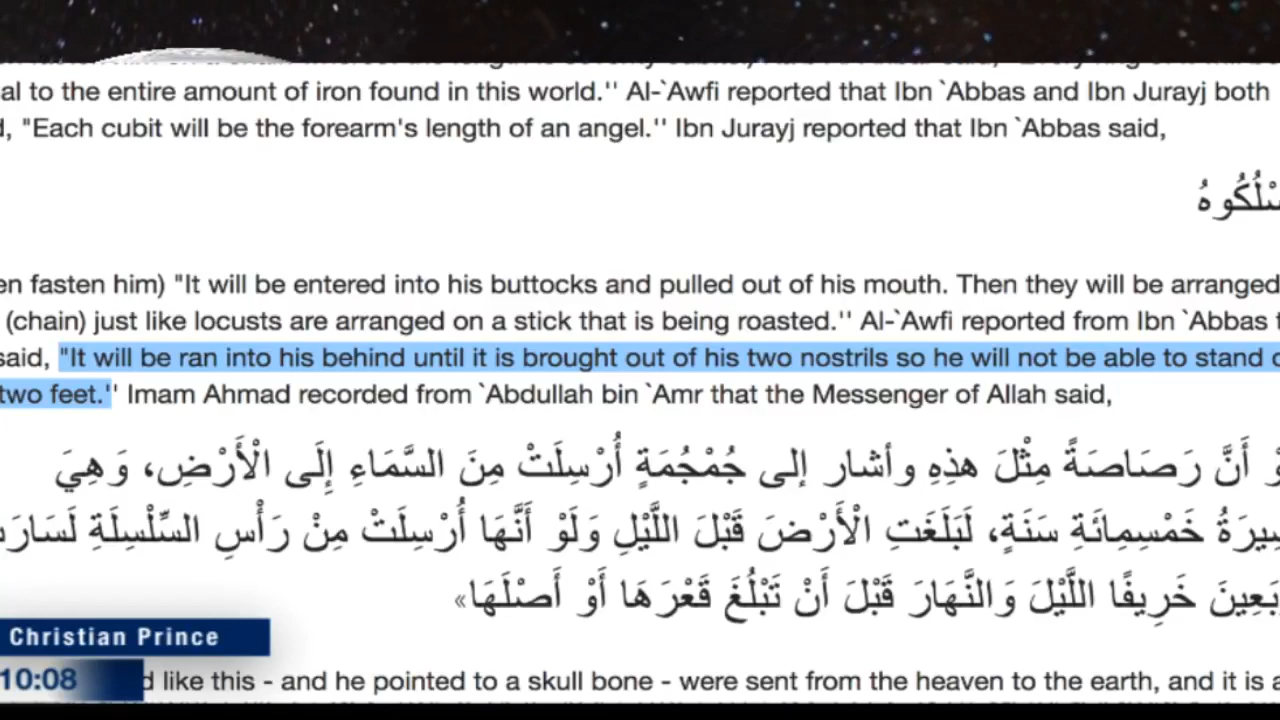 al to the entire amount of iron found in this world.'' Al-`Awfi reported that Ibn `Abbas and Ibn Jurayj both
, "Each cubit will be the forearm's length of an angel.'' Ibn Jurayj reported that Ibn `Abbas said,
سْلُكُوهُ
en fasten him) "It will be entered into his buttocks and pulled out of his mouth. Then they will be arranged
(chain) just like locusts are arranged on a stick that is being roasted.'' Al-`Awfi reported from Ibn `Abbas
said, "It will be ran into his behind until it is brought out of his two nostrils so he will not be able to stand
two feet.'' Imam Ahmad recorded from `Abdullah bin `Amr that the Messenger of Allah said,
أَنَّ رَصَاصَةً مِثْلَ هذِهِ وأشار إلى جُمْجُمَةٍ أُرْسِلَتْ مِنَ السَّمَاءِ إِلَى الْأَرْضِ، وَهِيَ
سِيرَةُ خَمْسِمِائَةِ سَنَةٍ، لَبَلَغَتِ الْأَرْضَ قَبْلَ اللَّيْلِ وَلَوْ أَنَّهَا أُرْسِلَتْ مِنْ رَأْسِ السِّلْسِلَةِ لَسَارَ
بَعِينَ خَرِيفًا اللَّيْلَ وَالنَّهَارَ قَبْلَ أَنْ تَبْلُغَ قَعْرَهَا أَوْ أَصْلَهَا»
Christian Prince
10:08
d like this - and he pointed to a skull bone - were sent from the heaven to the earth, and it is a